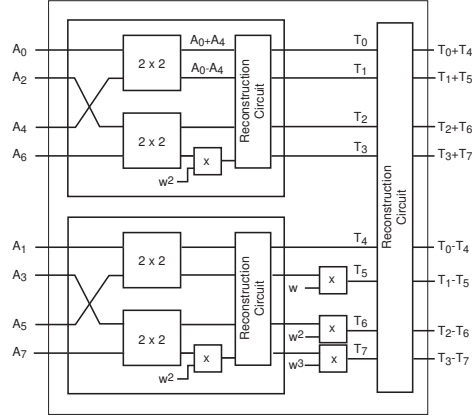 A0 A0+A4 T0 T0+T4
2 x 2
A2 A0-A4 T1 T1+T5
Reconstruction Circuit
A4 T2 T2+T6
2 x 2
A6 x T3 T3+T7
w2
Reconstruction Circuit
A1 T4 T0-T4
2 x 2
A3 T5 T1-T5
x
w
Reconstruction Circuit
A5 T6 T2-T6
2 x 2 x
w2
A7 x T7 T3-T7
x
w2 w3